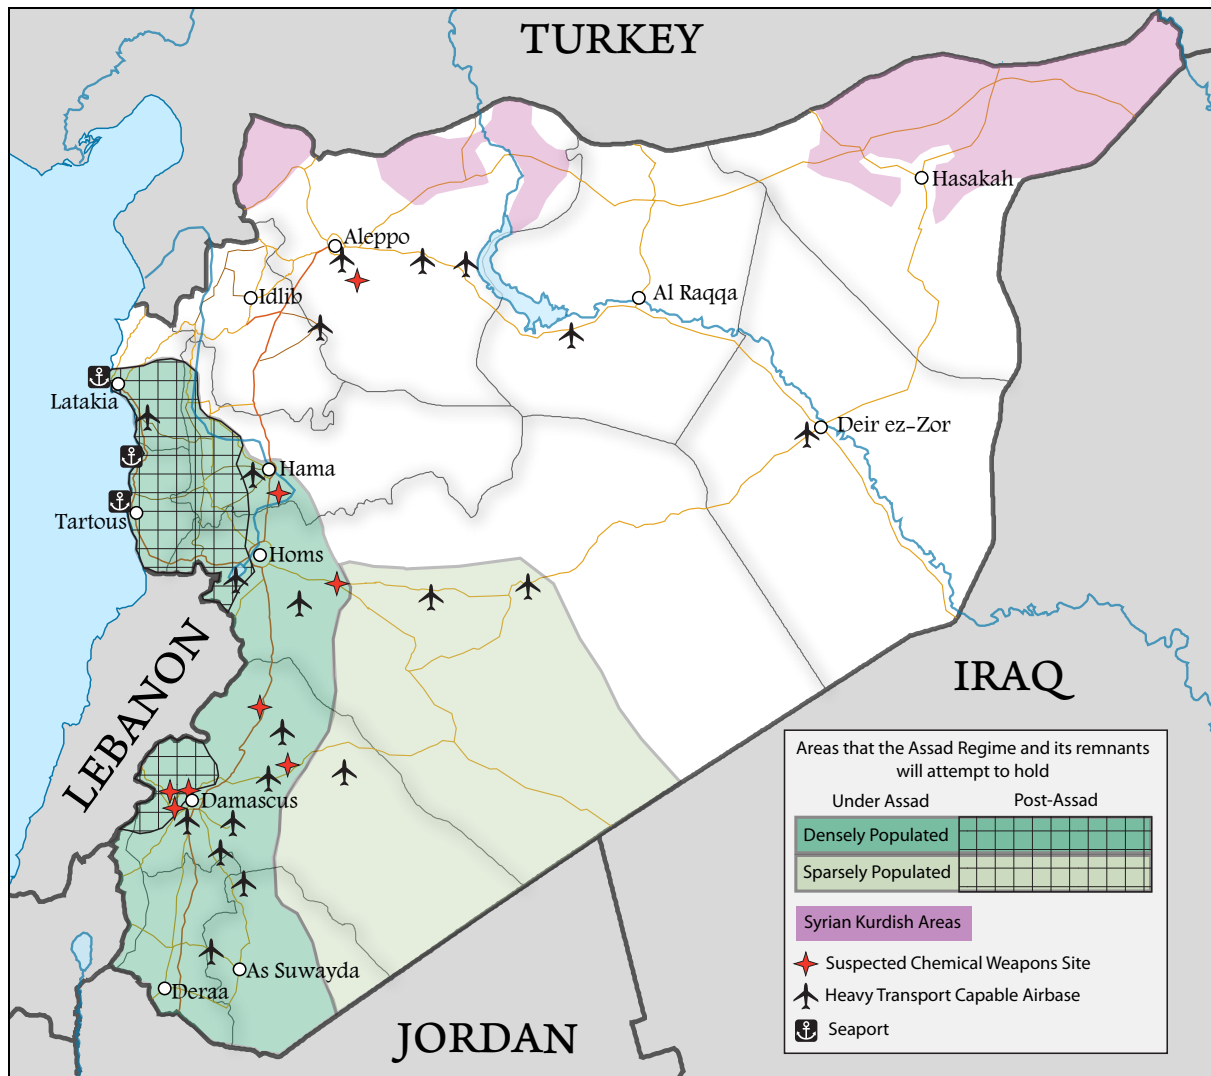 TURKEY
Hasakah
Aleppo
Idlib
Al Raqqa
Latakia
Deir ez-Zor
Hama
Tartous
Homs
LEBANON
IRAQ
Damascus
As Suwayda
Deraa
JORDAN
Areas that the Assad Regime and its remnants
will attempt to hold
Under Assad
Post-Assad
Densely Populated
Sparsely Populated
Syrian Kurdish Areas
Suspected Chemical Weapons Site
Heavy Transport Capable Airbase
Seaport